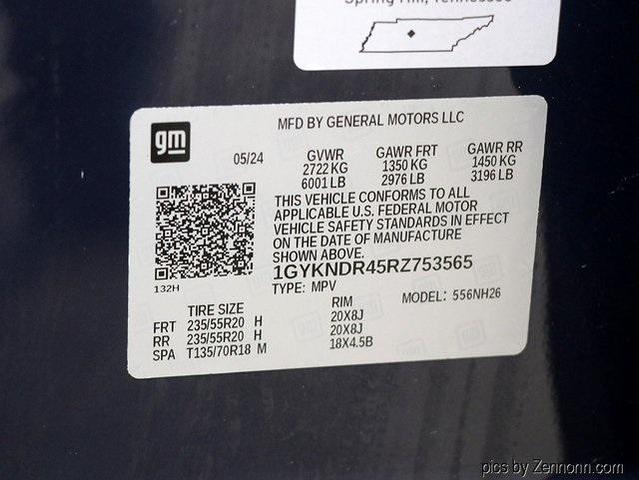 Spring Hill, Tennessee
MFD BY GENERAL MOTORS LLC
gm
05/24
GVWR GAWR FRT GAWR RR
2722 KG 1350 KG 1450 KG
6001 LB 2976 LB 3196 LB
THIS VEHICLE CONFORMS TO ALL
APPLICABLE U.S. FEDERAL MOTOR
VEHICLE SAFETY STANDARDS IN EFFECT
ON THE DATE OF MANUFACTURE
SHOWN ABOVE.
1GYKNDR45RZ753565
132H
TYPE: MPV
MODEL: 556NH26
TIRE SIZE RIM
FRT 235/55R20 H 20X8J
RR 235/55R20 H 20X8J
SPA T135/70R18 M 18X4.5B
pics by Zennonn.com